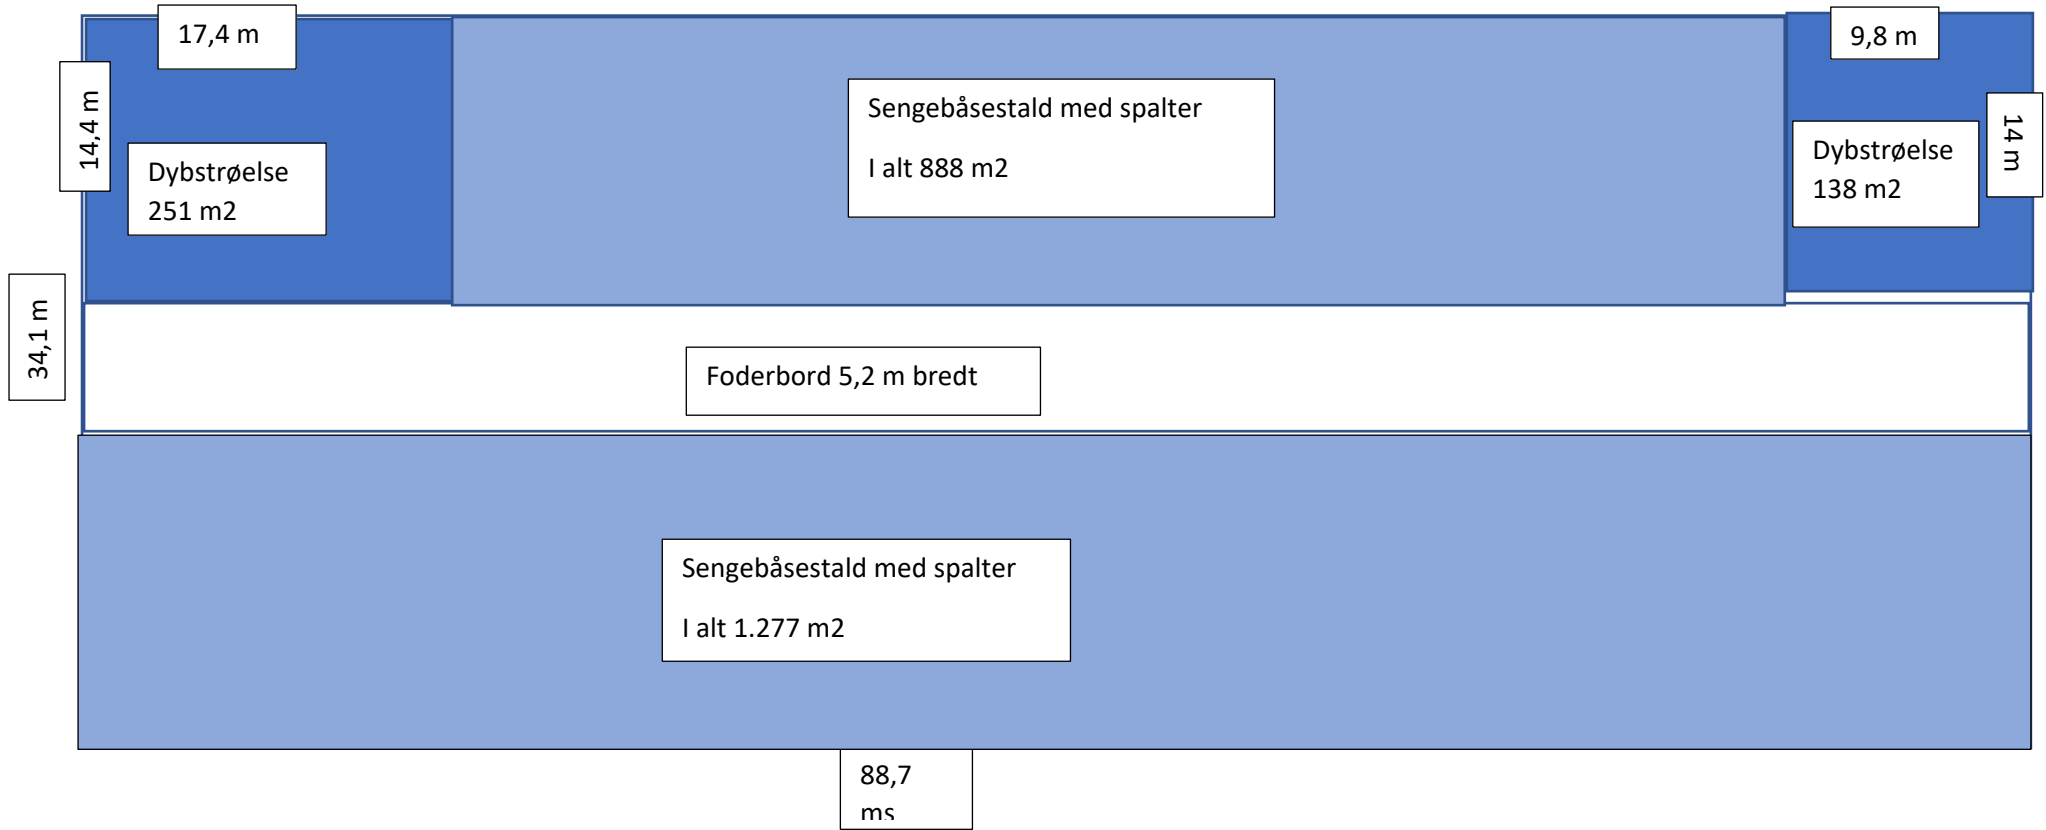 17,4 m
9,8 m
14,4 m
Sengebåsestald med spalter
I alt 888 m2
14 m
Dybstrøelse
251 m2
Dybstrøelse
138 m2
34,1 m
Foderbord 5,2 m bredt
Sengebåsestald med spalter
I alt 1.277 m2
88,7
ms